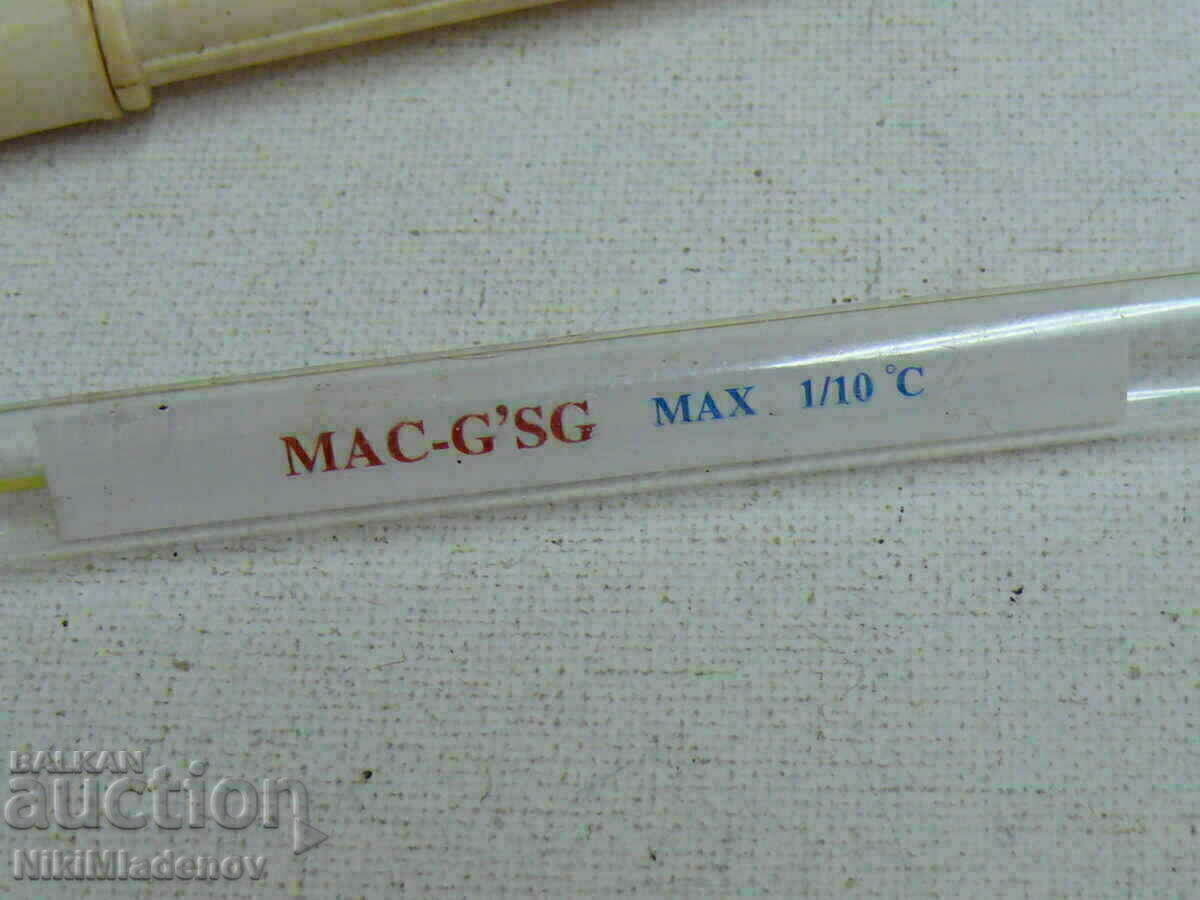 MAC-G'SG MAX 1/10 °C
BALKAN
auction
NikiMladenov